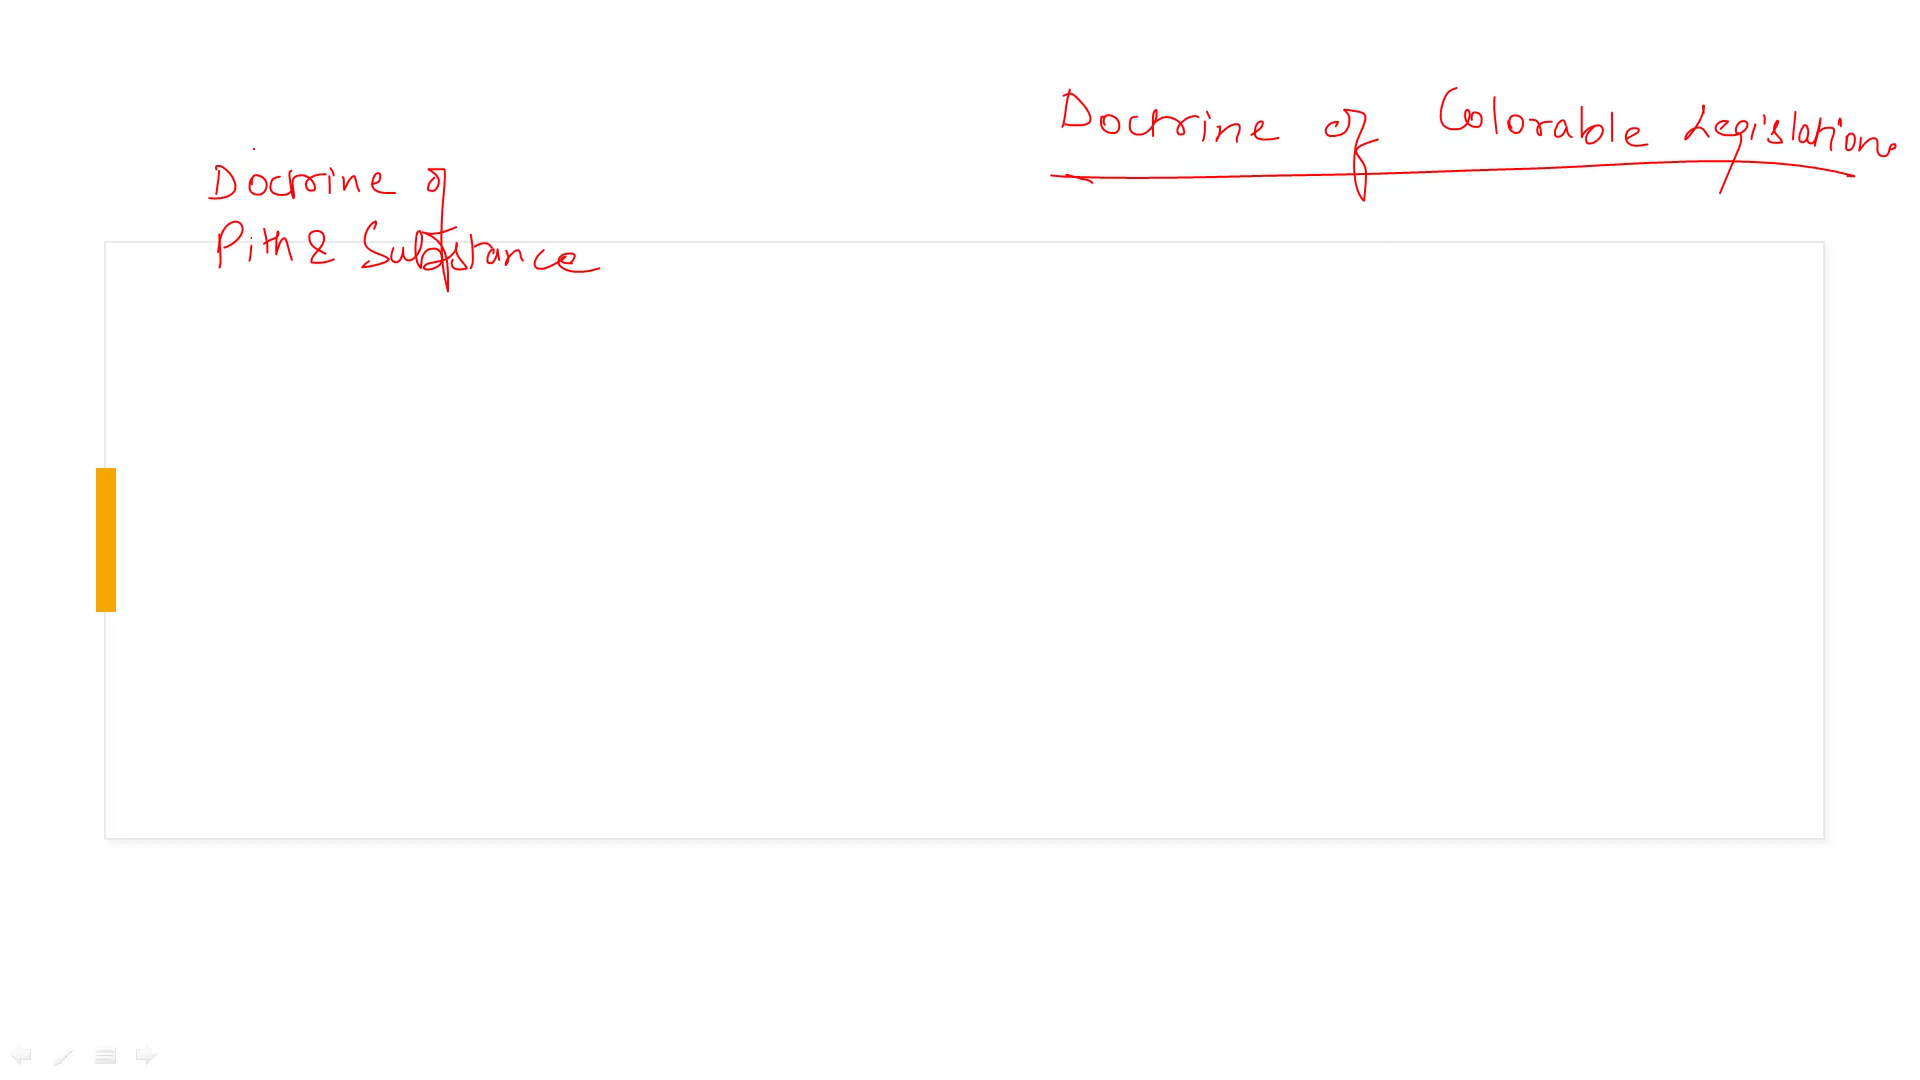 Doctrine of Colorable Legislation
Doctrine of
Pith & Substance